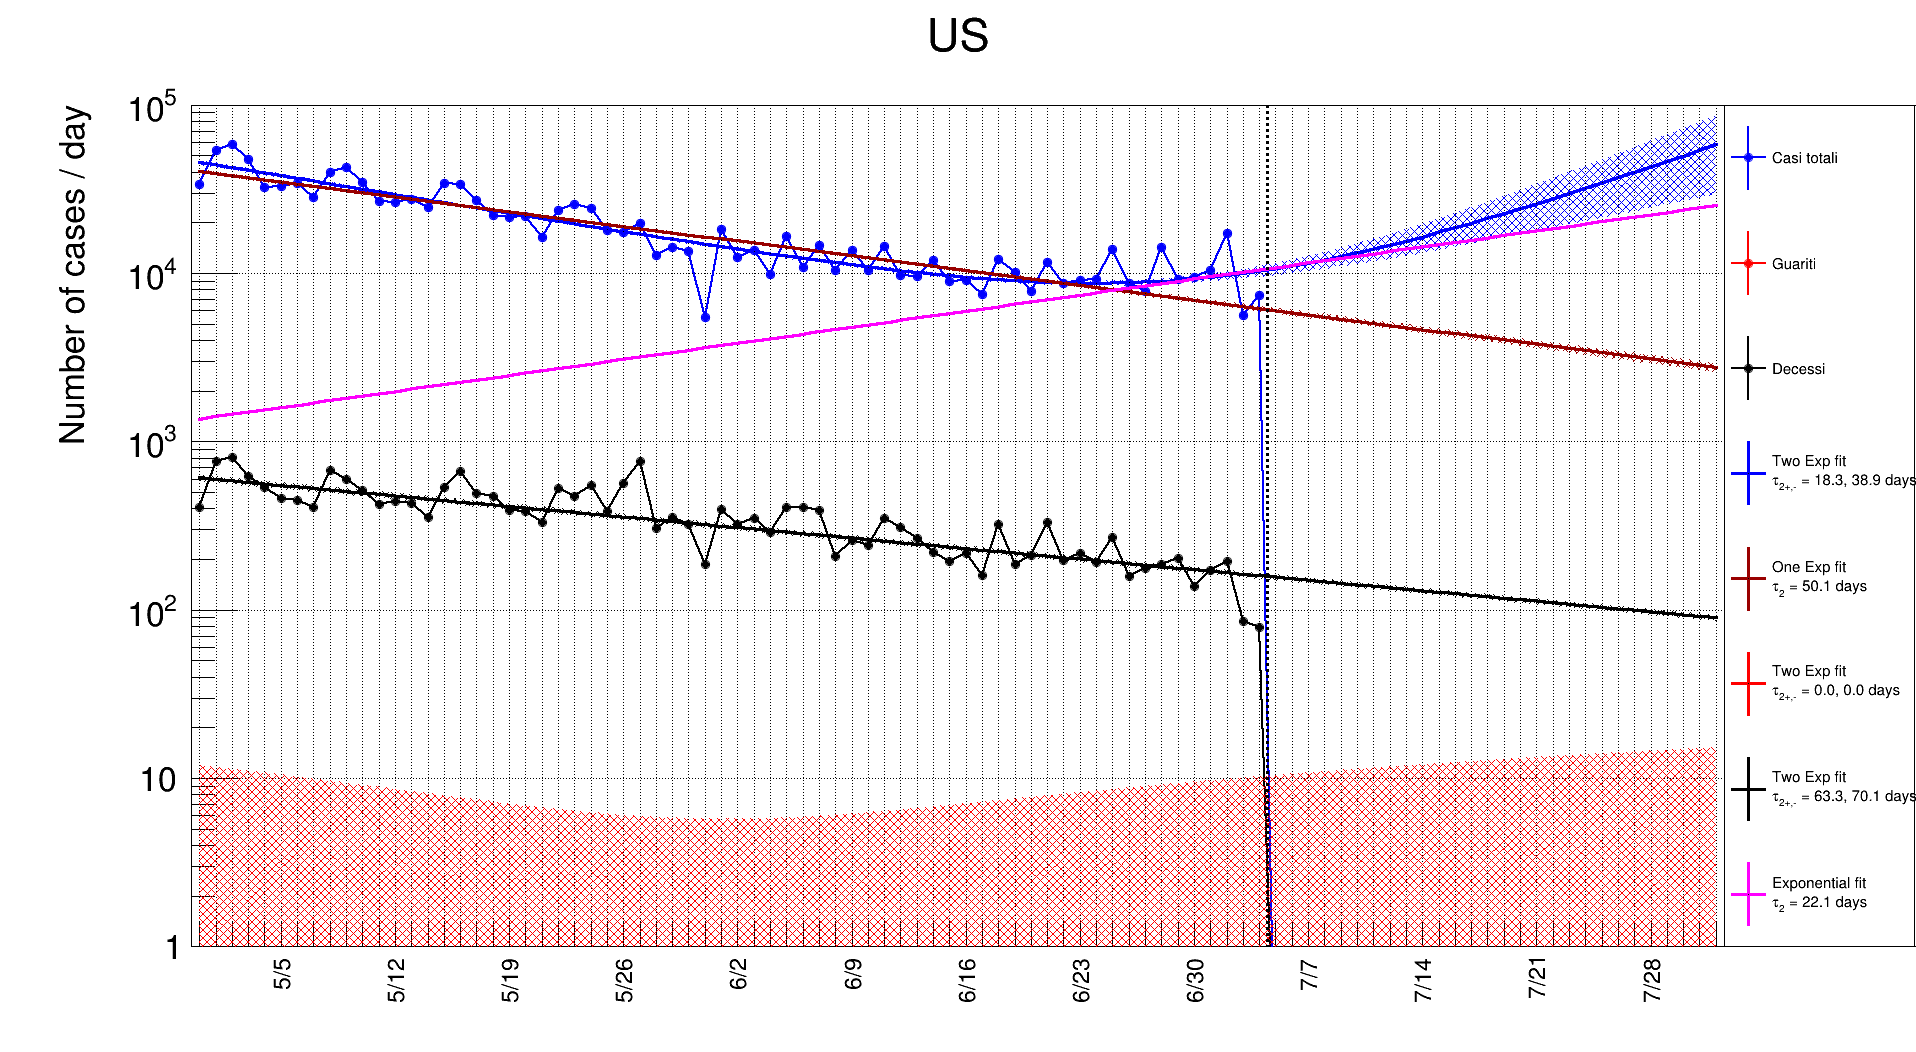 US
Number of cases / day
10^5
10^4
10^3
10^2
10
1
5/5
5/12
5/19
5/26
6/2
6/9
6/16
6/23
6/30
7/7
7/14
7/21
7/28
Casi totali
Guariti
Decessi
Two Exp fit
τ2+,- = 18.3, 38.9 days
One Exp fit
τ2 = 50.1 days
Two Exp fit
τ2+,- = 0.0, 0.0 days
Two Exp fit
τ2+,- = 63.3, 70.1 days
Exponential fit
τ2 = 22.1 days